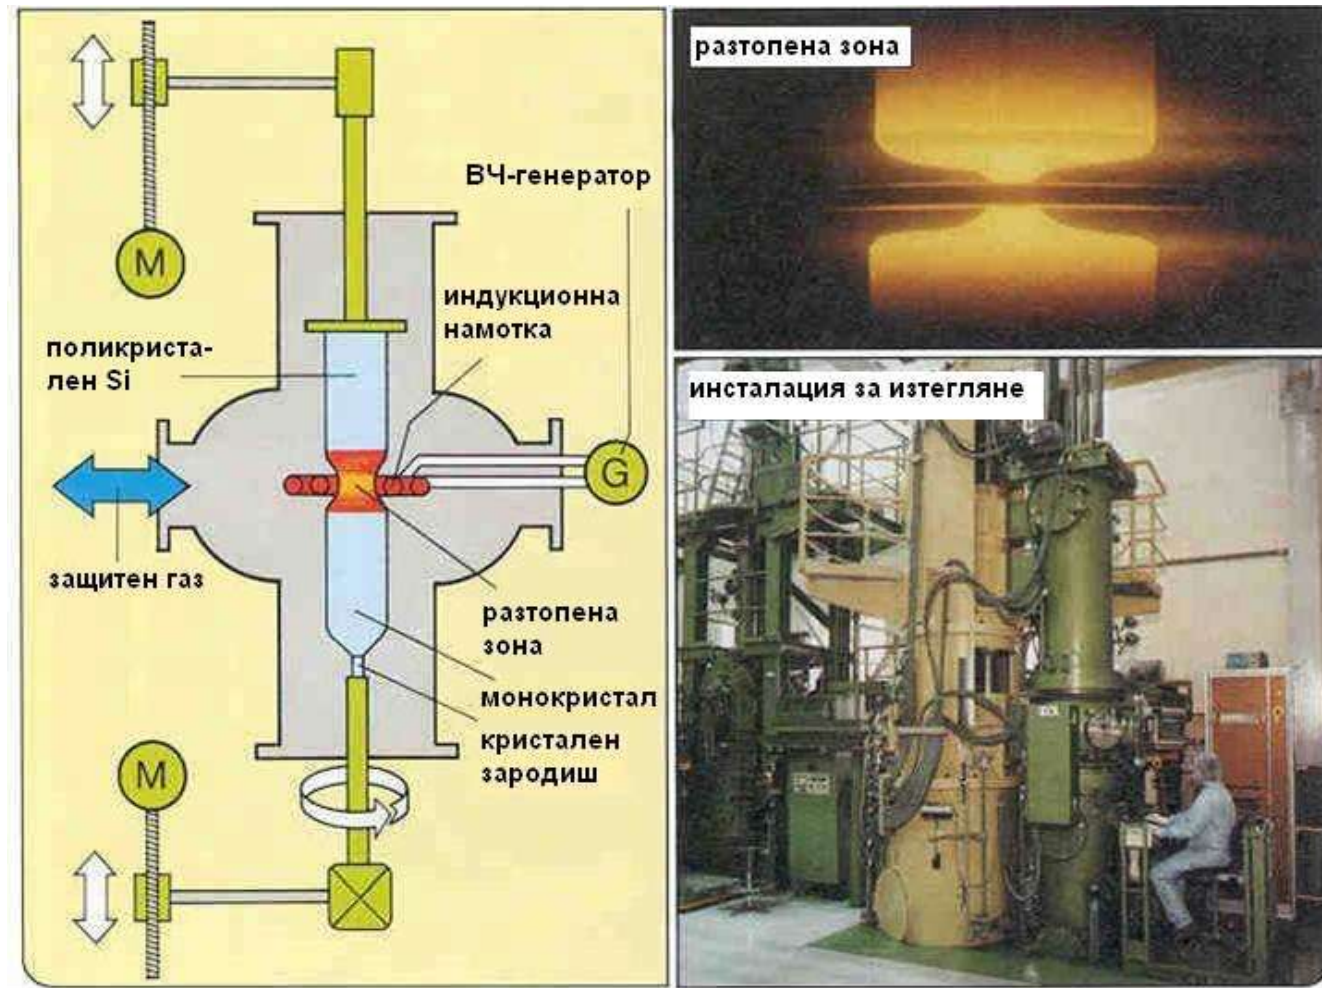 M
ВЧ-генератор
индукционна
намотка
поликриста-
лен Si
G
защитен газ
разтопена
зона
монокристал
кристален
зародиш
M
разтопена зона
инсталация за изтегляне